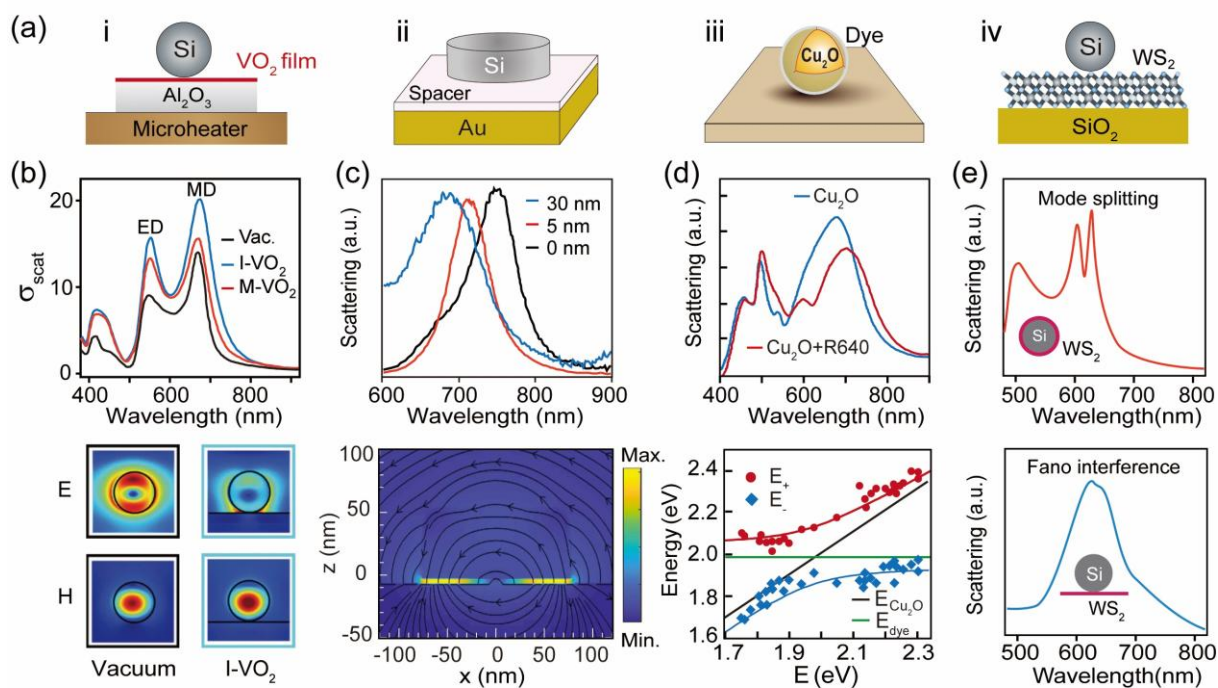 (a)
i
Si
VO2 film
Al2O3
Microheater
ii
Si
Spacer
Au
iii
Cu2O
Dye
iv
Si
WS2
SiO2
(b)
20
10
0
σscat
ED
MD
Vac.
I-VO2
M-VO2
400 600 800
Wavelength (nm)
E
H
Vacuum
I-VO2
(c)
Scattering (a.u.)
30 nm
5 nm
0 nm
600 700 800 900
Wavelength (nm)
100
50
0
-50
z (nm)
-100 -50 0 50 100
x (nm)
Max.
Min.
(d)
Scattering (a.u.)
Cu2O
Cu2O+R640
400 500 600 700 800
Wavelength (nm)
Energy (eV)
2.4
2.2
2.0
1.8
1.6
E+
E-
ECu2O
Edye
1.7 1.9 2.1 2.3
E (eV)
(e)
Scattering (a.u.)
Mode splitting
Si
WS2
500 600 700 800
Wavelength(nm)
Scattering (a.u.)
Fano interference
Si
WS2
500 600 700 800
Wavelength(nm)